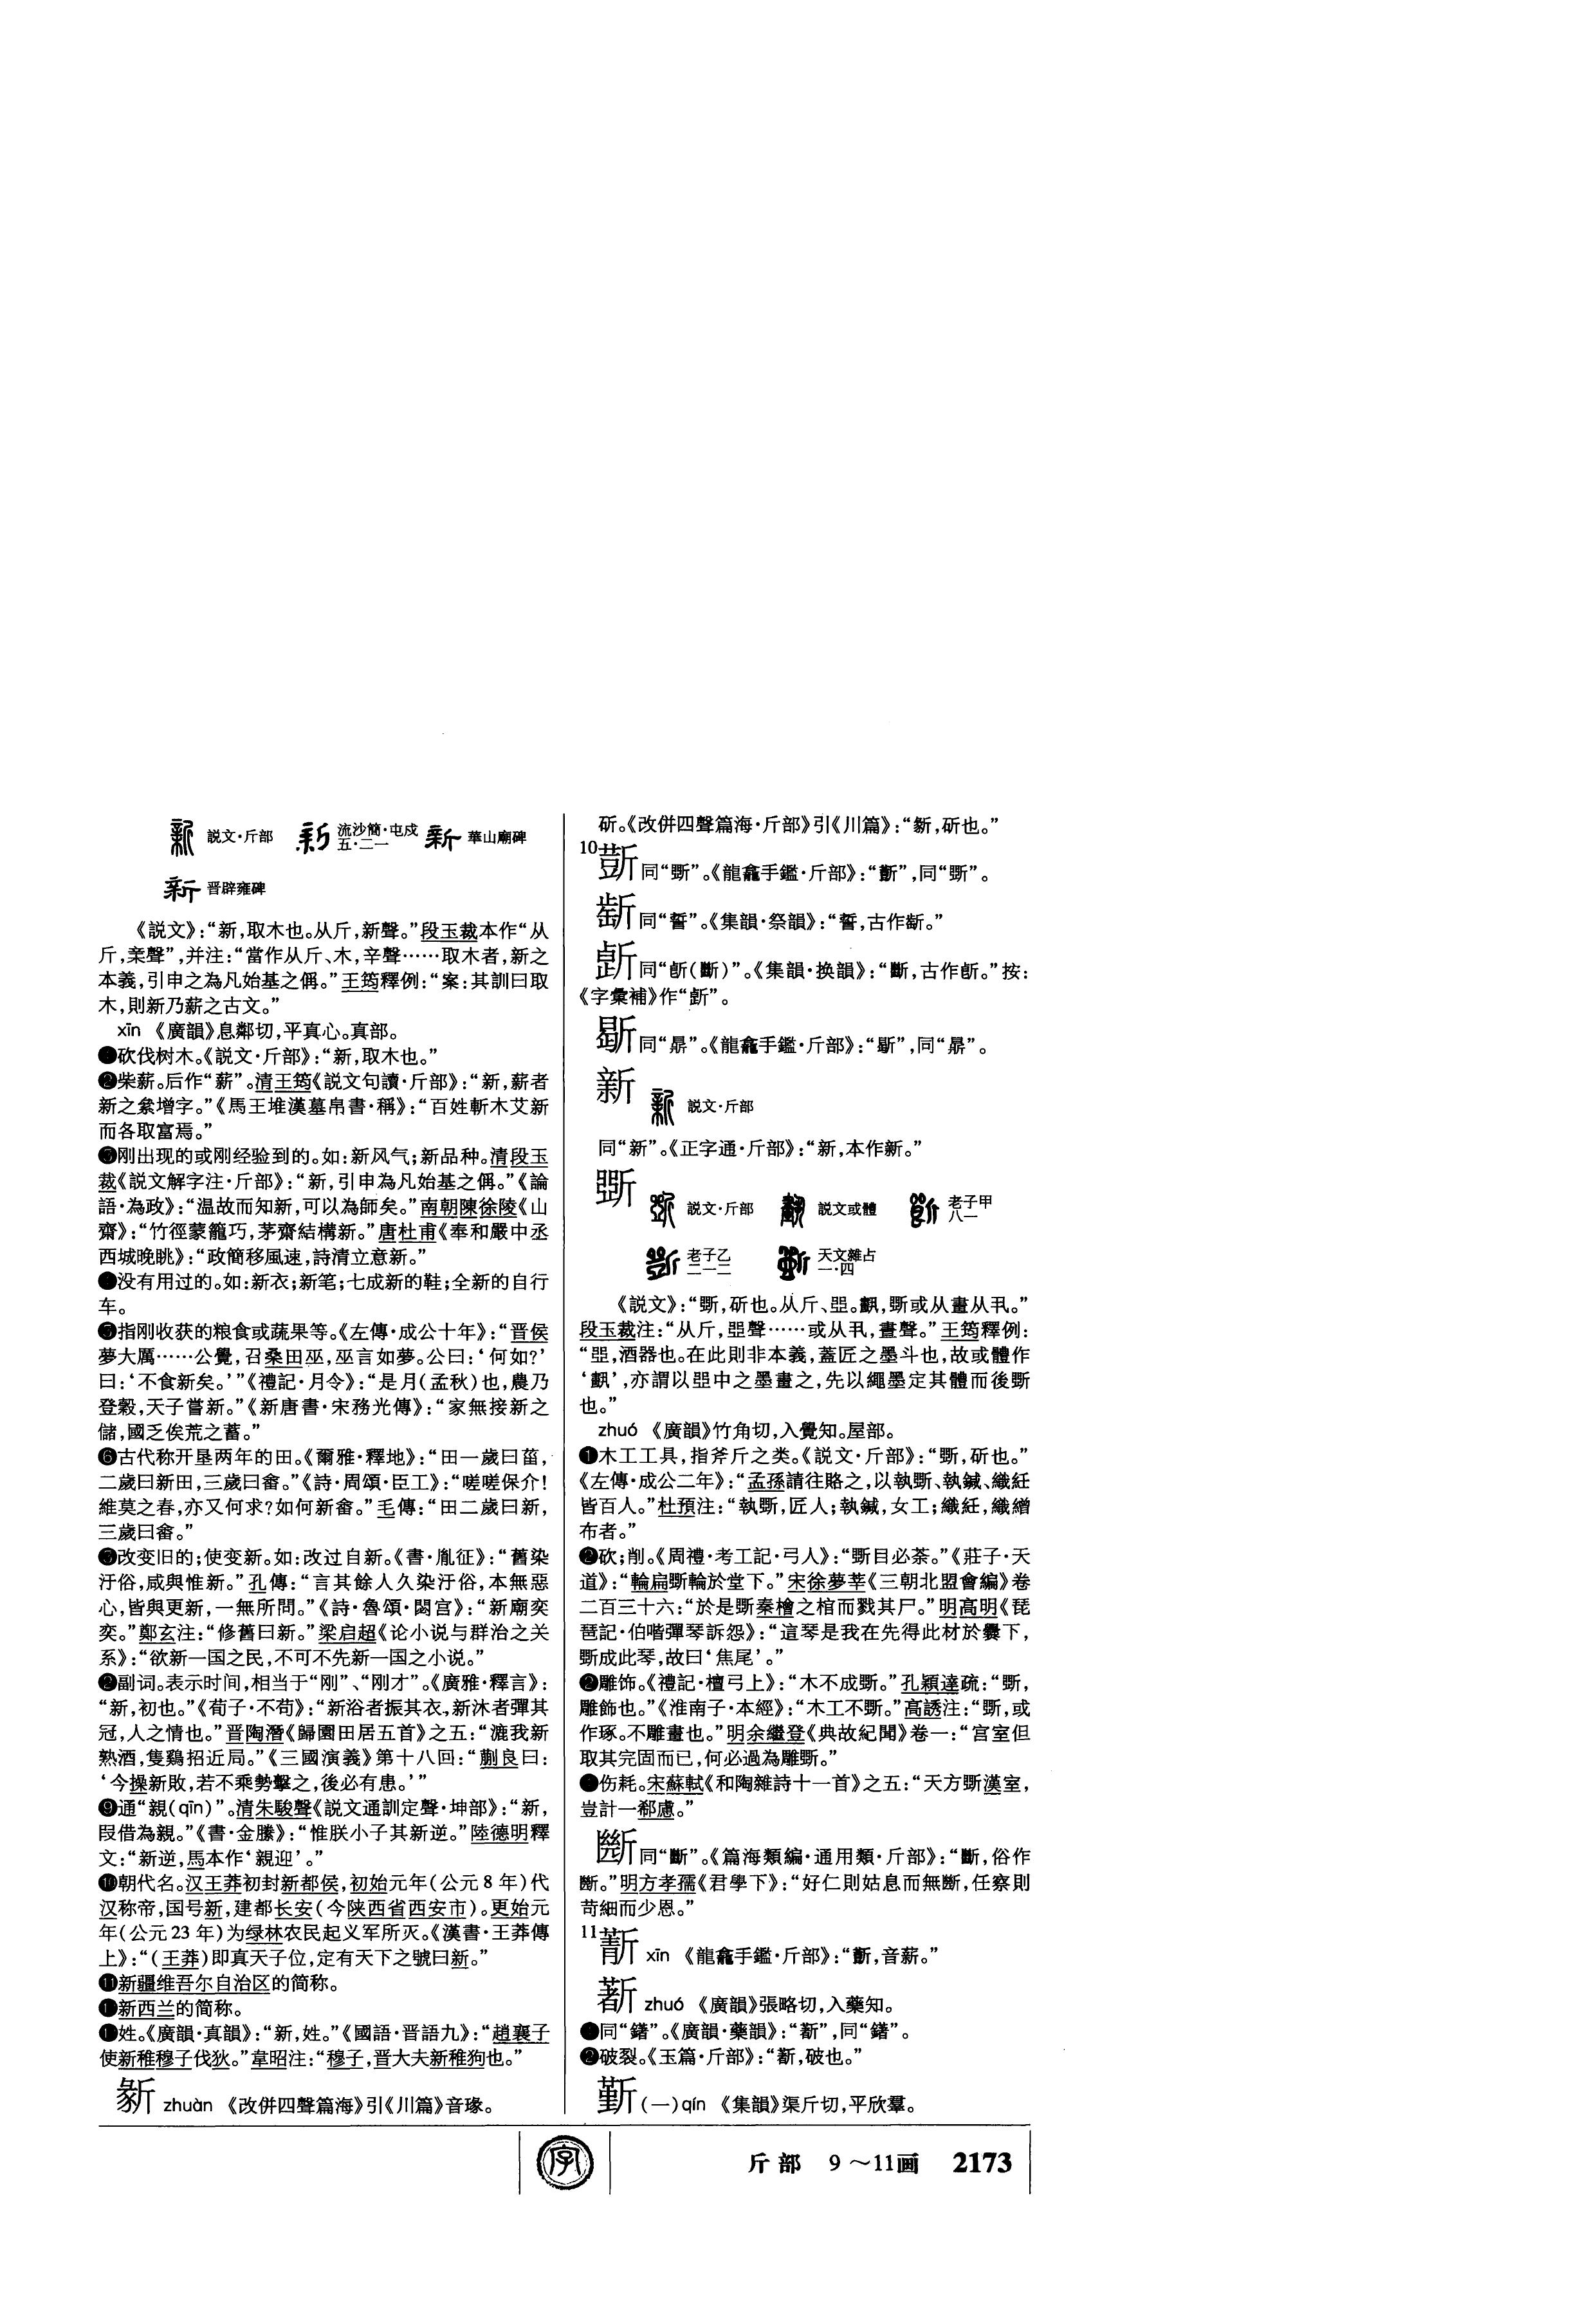 説文·斤部 流沙簡·屯戍 五·二一 華山廟碑
晋辟雍碑
《説文》：“新，取木也。从斤，新聲。”段玉裁本作“从
斤，亲聲”，并注：“當作从斤、木，辛聲……取木者，新之
本義，引申之為凡始基之偁。”王筠釋例：“案：其訓曰取
木，則新乃薪之古文。”
xīn 《廣韻》息鄰切，平真心。真部。
砍伐树木。《説文·斤部》：“新，取木也。”
❷柴薪。后作“薪”。清王筠《説文句讀·斤部》：“新，薪者
新之絫增字。”《馬王堆漢墓帛書·稱》：“百姓斬木艾新
而各取富焉。”
刚出现的或刚经验到的。如：新风气；新品种。清段玉
裁《説文解字注·斤部》：“新，引申為凡始基之偁。”《論
語·為政》：“温故而知新，可以為師矣。”南朝陳徐陵《山
齋》：“竹徑蒙籠巧，茅齋結構新。”唐杜甫《奉和嚴中丞
西城晚眺》：“政簡移風速，詩清立意新。”
没有用过的。如：新衣；新笔；七成新的鞋；全新的自行
车。
指刚收获的粮食或蔬果等。《左傳·成公十年》：“晋侯
夢大厲……公覺，召桑田巫，巫言如夢。公曰：‘何如？’
曰：‘不食新矣。’”《禮記·月令》：“是月（孟秋）也，農乃
登穀，天子嘗新。”《新唐書·宋務光傳》：“家無接新之
儲，國乏俟荒之蓄。”
❻古代称开垦两年的田。《爾雅·釋地》：“田一歲曰菑，
二歲曰新田，三歲曰畬。”《詩·周頌·臣工》：“嗟嗟保介！
維莫之春，亦又何求？如何新畬。”毛傳：“田二歲曰新，
三歲曰畬。”
改变旧的；使变新。如：改过自新。《書·胤征》：“舊染
汙俗，咸與惟新。”孔傳：“言其餘人久染汙俗，本無惡
心，皆與更新，一無所問。”《詩·魯頌·閟宫》：“新廟奕
奕。”鄭玄注：“修舊曰新。”梁启超《论小说与群治之关
系》：“欲新一国之民，不可不先新一国之小说。”
副词。表示时间，相当于“刚”、“刚才”。《廣雅·釋言》：
“新，初也。”《荀子·不苟》：“新浴者振其衣，新沐者彈其
冠，人之情也。”晋陶潛《歸園田居五首》之五：“漉我新
熟酒，隻鷄招近局。”《三國演義》第十八回：“蒯良曰：
‘今操新敗，若不乘勢擊之，後必有患。’”
❾通“親（qīn）”。清朱駿聲《説文通訓定聲·坤部》：“新，
叚借為親。”《書·金縢》：“惟朕小子其新逆。”陸德明釋
文：“新逆，馬本作‘親迎’。”
❿朝代名。汉王莽初封新都侯，初始元年（公元 8 年）代
汉称帝，国号新，建都长安（今陕西省西安市）。更始元
年（公元 23 年）为绿林农民起义军所灭。《漢書·王莽傳
上》：“（王莽）即真天子位，定有天下之號曰新。”
⓫新疆维吾尔自治区的简称。
新西兰的简称。
姓。《廣韻·真韻》：“新，姓。”《國語·晋語九》：“趙襄子
使新稚穆子伐狄。”韋昭注：“穆子，晋大夫新稚狗也。”
zhuàn 《改併四聲篇海》引《川篇》音瑑。
斫。《改併四聲篇海·斤部》引《川篇》：“新，斫也。”
10
同“斲”。《龍龕手鑑·斤部》：“，同“斲”。
同“誓”。《集韻·祭韻》：“誓，古作。”
同“（斷）”。《集韻·换韻》：“斷，古作。”按：
《字彙補》作“”。
同“鼎”。《龍龕手鑑·斤部》：“”，同“鼎”。
新 説文·斤部
同“新”。《正字通·斤部》：“新，本作新。”
斲 説文·斤部 説文或體 老子甲 八一
老子乙 二一二 天文雜占 一·四
《説文》：“斲，斫也。从斤、㽅。，斲或从畫从丮。”
段玉裁注：“从斤，㽅聲……或从丮，畫聲。”王筠釋例：
“㽅，酒器也。在此則非本義，蓋匠之墨斗也，故或體作
‘’，亦謂以㽅中之墨畫之，先以繩墨定其體而後斲
也。”
zhuó 《廣韻》竹角切，入覺知。屋部。
❶木工工具，指斧斤之类。《説文·斤部》：“斲，斫也。”
《左傳·成公二年》：“孟孫請往賂之，以執斲、執鍼、織紝
皆百人。”杜預注：“執斲，匠人；執鍼，女工；織紝，織繒
布者。”
❷砍；削。《周禮·考工記·弓人》：“斲目必荼。”《莊子·天
道》：“輪扁斲輪於堂下。”宋徐夢莘《三朝北盟會編》卷
二百三十六：“於是斲秦檜之棺而戮其尸。”明高明《琵
琶記·伯喈彈琴訴怨》：“這琴是我在先得此材於爨下，
斲成此琴，故曰‘焦尾’。”
❷雕饰。《禮記·檀弓上》：“木不成斲。”孔穎達疏：“斲，
雕飾也。”《淮南子·本經》：“木工不斲。”高誘注：“斲，或
作琢。不雕畫也。”明余繼登《典故紀聞》卷一：“宫室但
取其完固而已，何必過為雕斲。”
伤耗。宋蘇軾《和陶雜詩十一首》之五：“天方斲漢室，
豈計一郗慮。”
同“斷”。《篇海類編·通用類·斤部》：“斷，俗作
。”明方孝孺《君學下》：“好仁則姑息而無斷，任察則
苛細而少恩。”
11
xīn 《龍龕手鑑·斤部》：“，音薪。”
zhuó 《廣韻》張略切，入藥知。
同“鐯”。《廣韻·藥韻》：“”，同“鐯”。
❷破裂。《玉篇·斤部》：“，破也。”
（一）qín 《集韻》渠斤切，平欣羣。
字 斤部 9～11画 2173